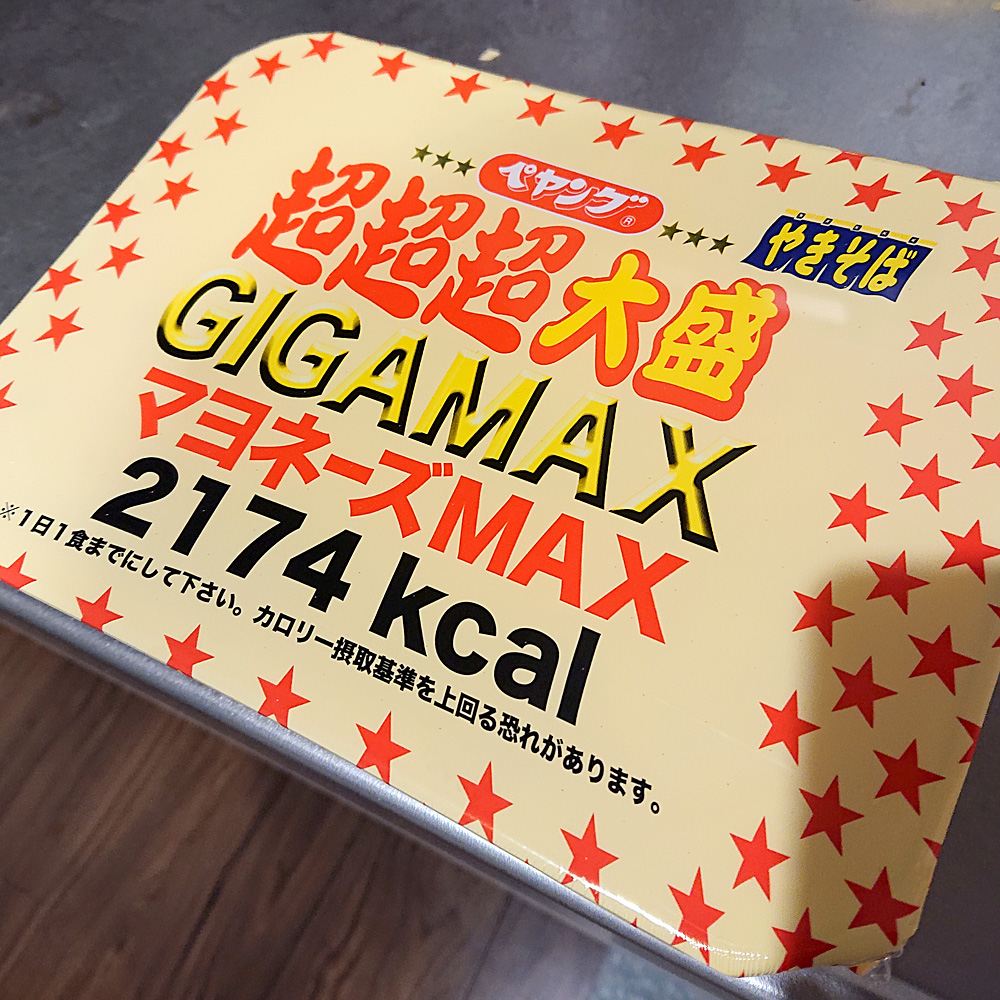 ペヤング®
やきそば
超超超大盛
GIGAMAX
マヨネーズMAX
2174 kcal
※1日1食までにして下さい。カロリー摂取基準を上回る恐れがあります。